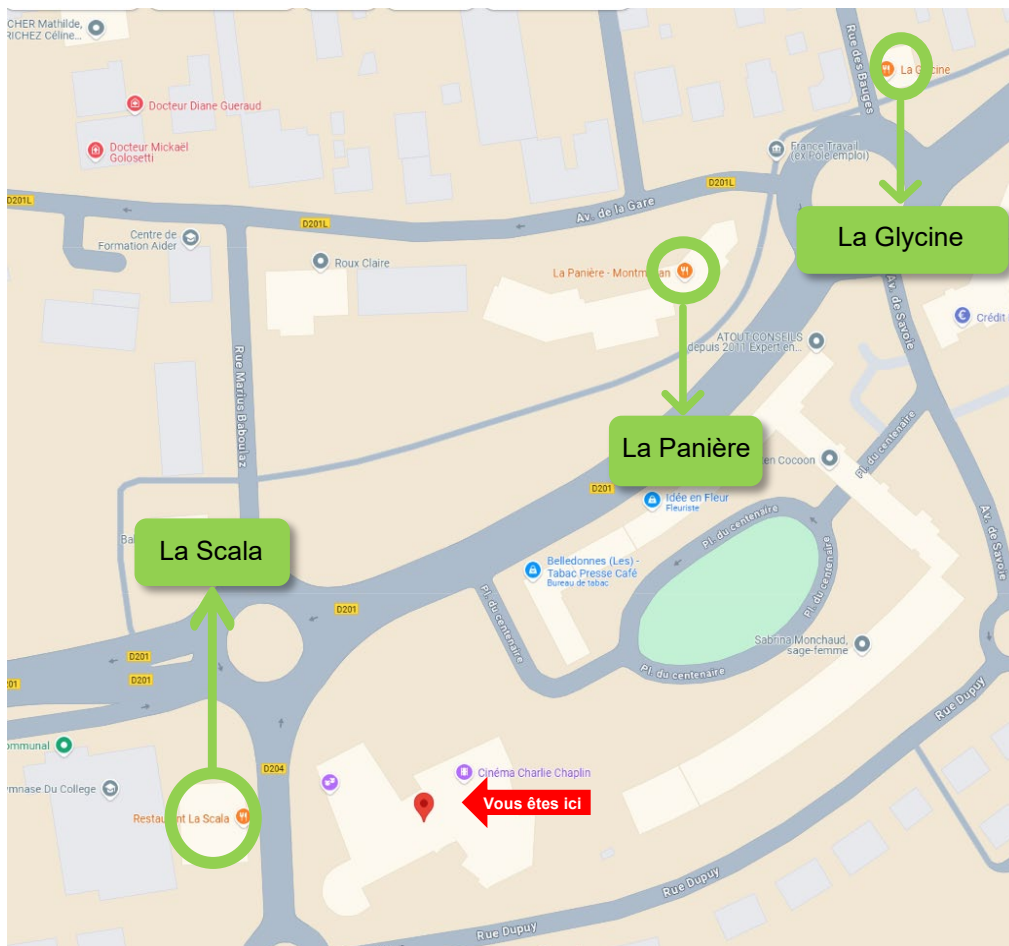 CHER Mathilde,
RICHEZ Céline...
Docteur Diane Gueraud
Docteur Mickaël
Golosetti
Rue des Bauges
La Glycine
France Travail
(ex Pôle emploi)
D201L
D201L
D201L
Av. de la Gare
La Glycine
Centre de
Formation Aider
Roux Claire
La Panière - Montmélian
Av. de Savoie
Crédit
ATOUT CONSEILS
depuis 2011 Expert en...
Rue Marius Baboulaz
La Panière
Pl. du centenaire
en Cocoon
D201
Idée en Fleur
Fleuriste
Pl. du centenaire
Av. de Savoie
La Scala
Belledonnes (Les) -
Tabac Presse Café
Bureau de tabac
Pl. du centenaire
Pl. du centenaire
D201
Sabrina Monchaud,
sage-femme
D201
D201
01
Pl. du centenaire
Rue Dupuy
ommunal
D204
Cinéma Charlie Chaplin
mnase Du College
Vous êtes ici
Restaurant La Scala
Rue Dupuy
Rue Dupuy